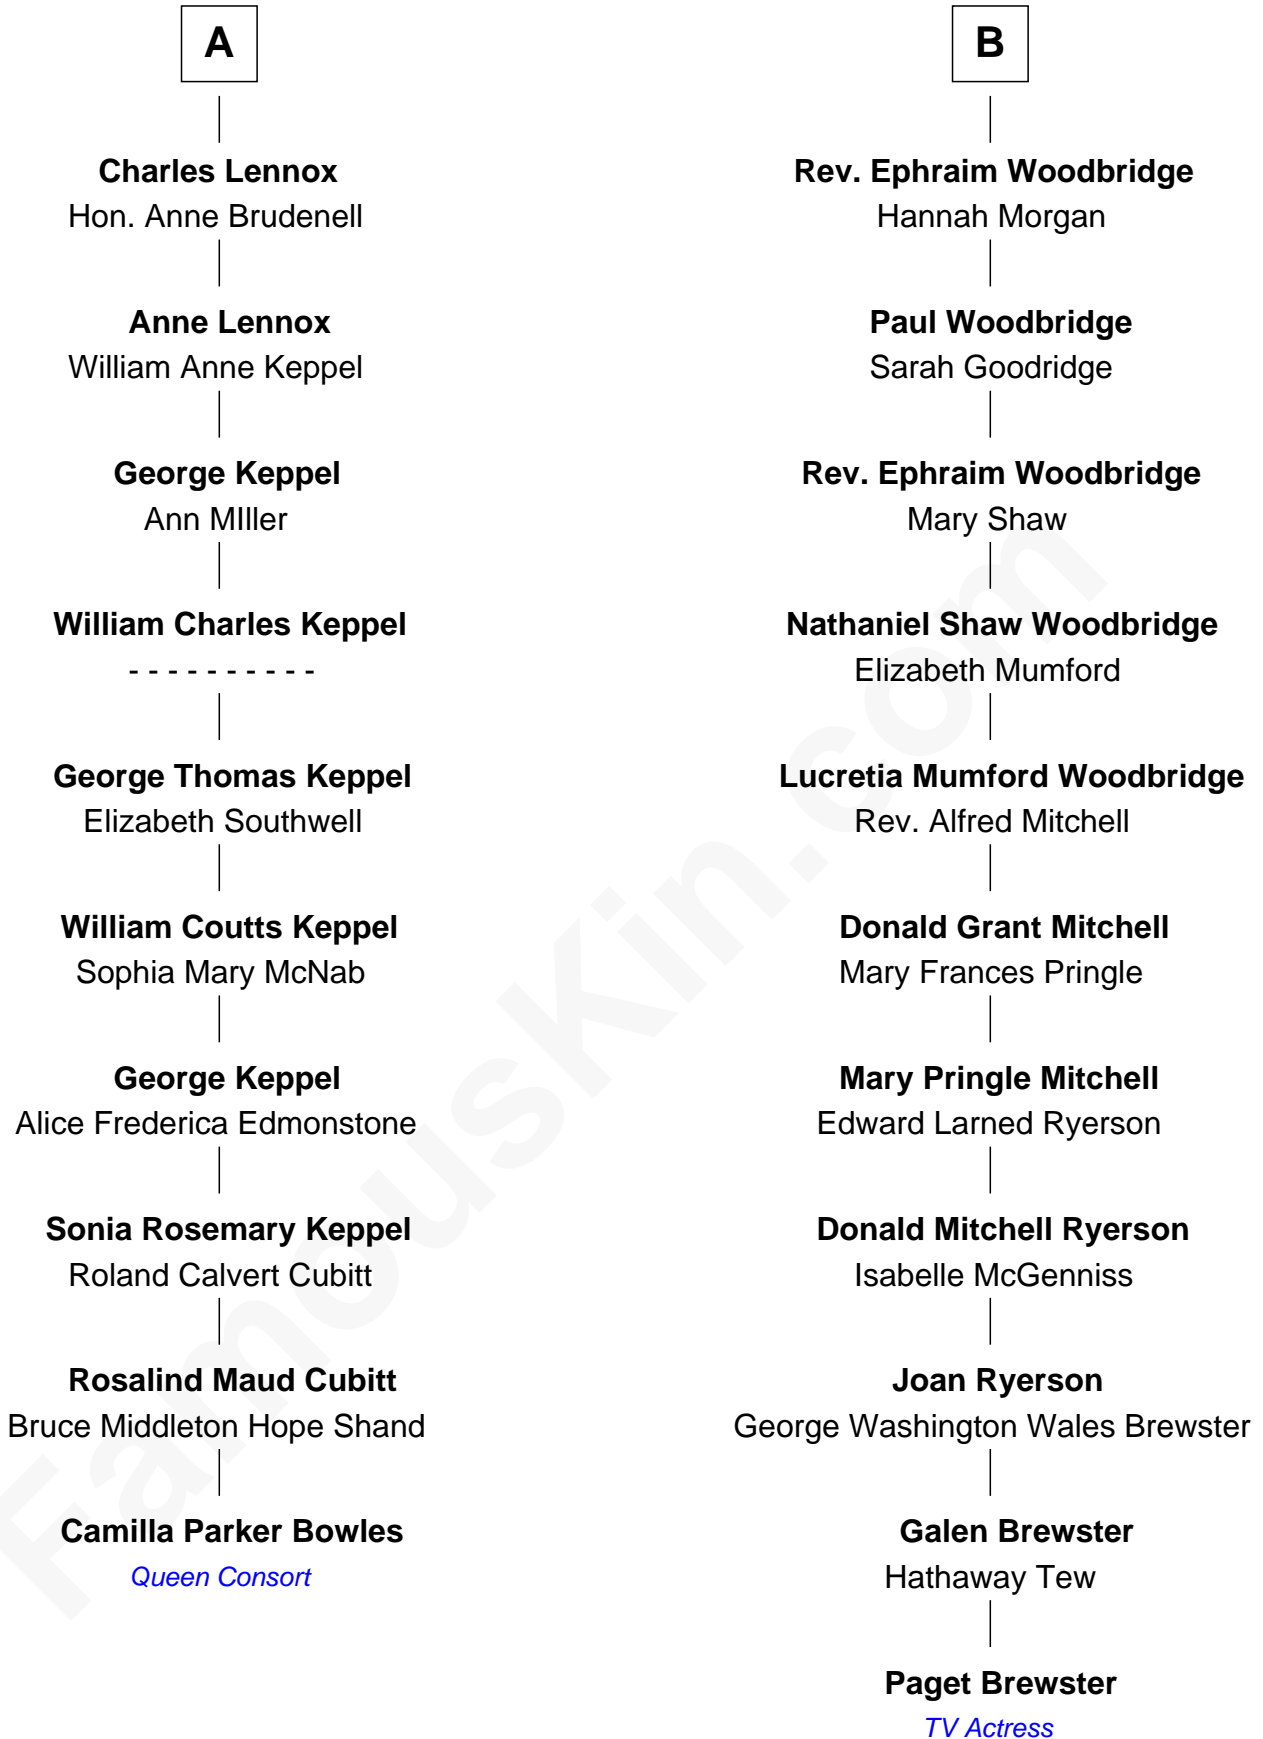 A
Charles Lennox
Hon. Anne Brudenell
Anne Lennox
William Anne Keppel
George Keppel
Ann MIller
William Charles Keppel
- - - - - - - - - -
George Thomas Keppel
Elizabeth Southwell
William Coutts Keppel
Sophia Mary McNab
George Keppel
Alice Frederica Edmonstone
Sonia Rosemary Keppel
Roland Calvert Cubitt
Rosalind Maud Cubitt
Bruce Middleton Hope Shand
Camilla Parker Bowles
Queen Consort
B
Rev. Ephraim Woodbridge
Hannah Morgan
Paul Woodbridge
Sarah Goodridge
Rev. Ephraim Woodbridge
Mary Shaw
Nathaniel Shaw Woodbridge
Elizabeth Mumford
Lucretia Mumford Woodbridge
Rev. Alfred Mitchell
Donald Grant Mitchell
Mary Frances Pringle
Mary Pringle Mitchell
Edward Larned Ryerson
Donald Mitchell Ryerson
Isabelle McGenniss
Joan Ryerson
George Washington Wales Brewster
Galen Brewster
Hathaway Tew
Paget Brewster
TV Actress
FamousKin.com